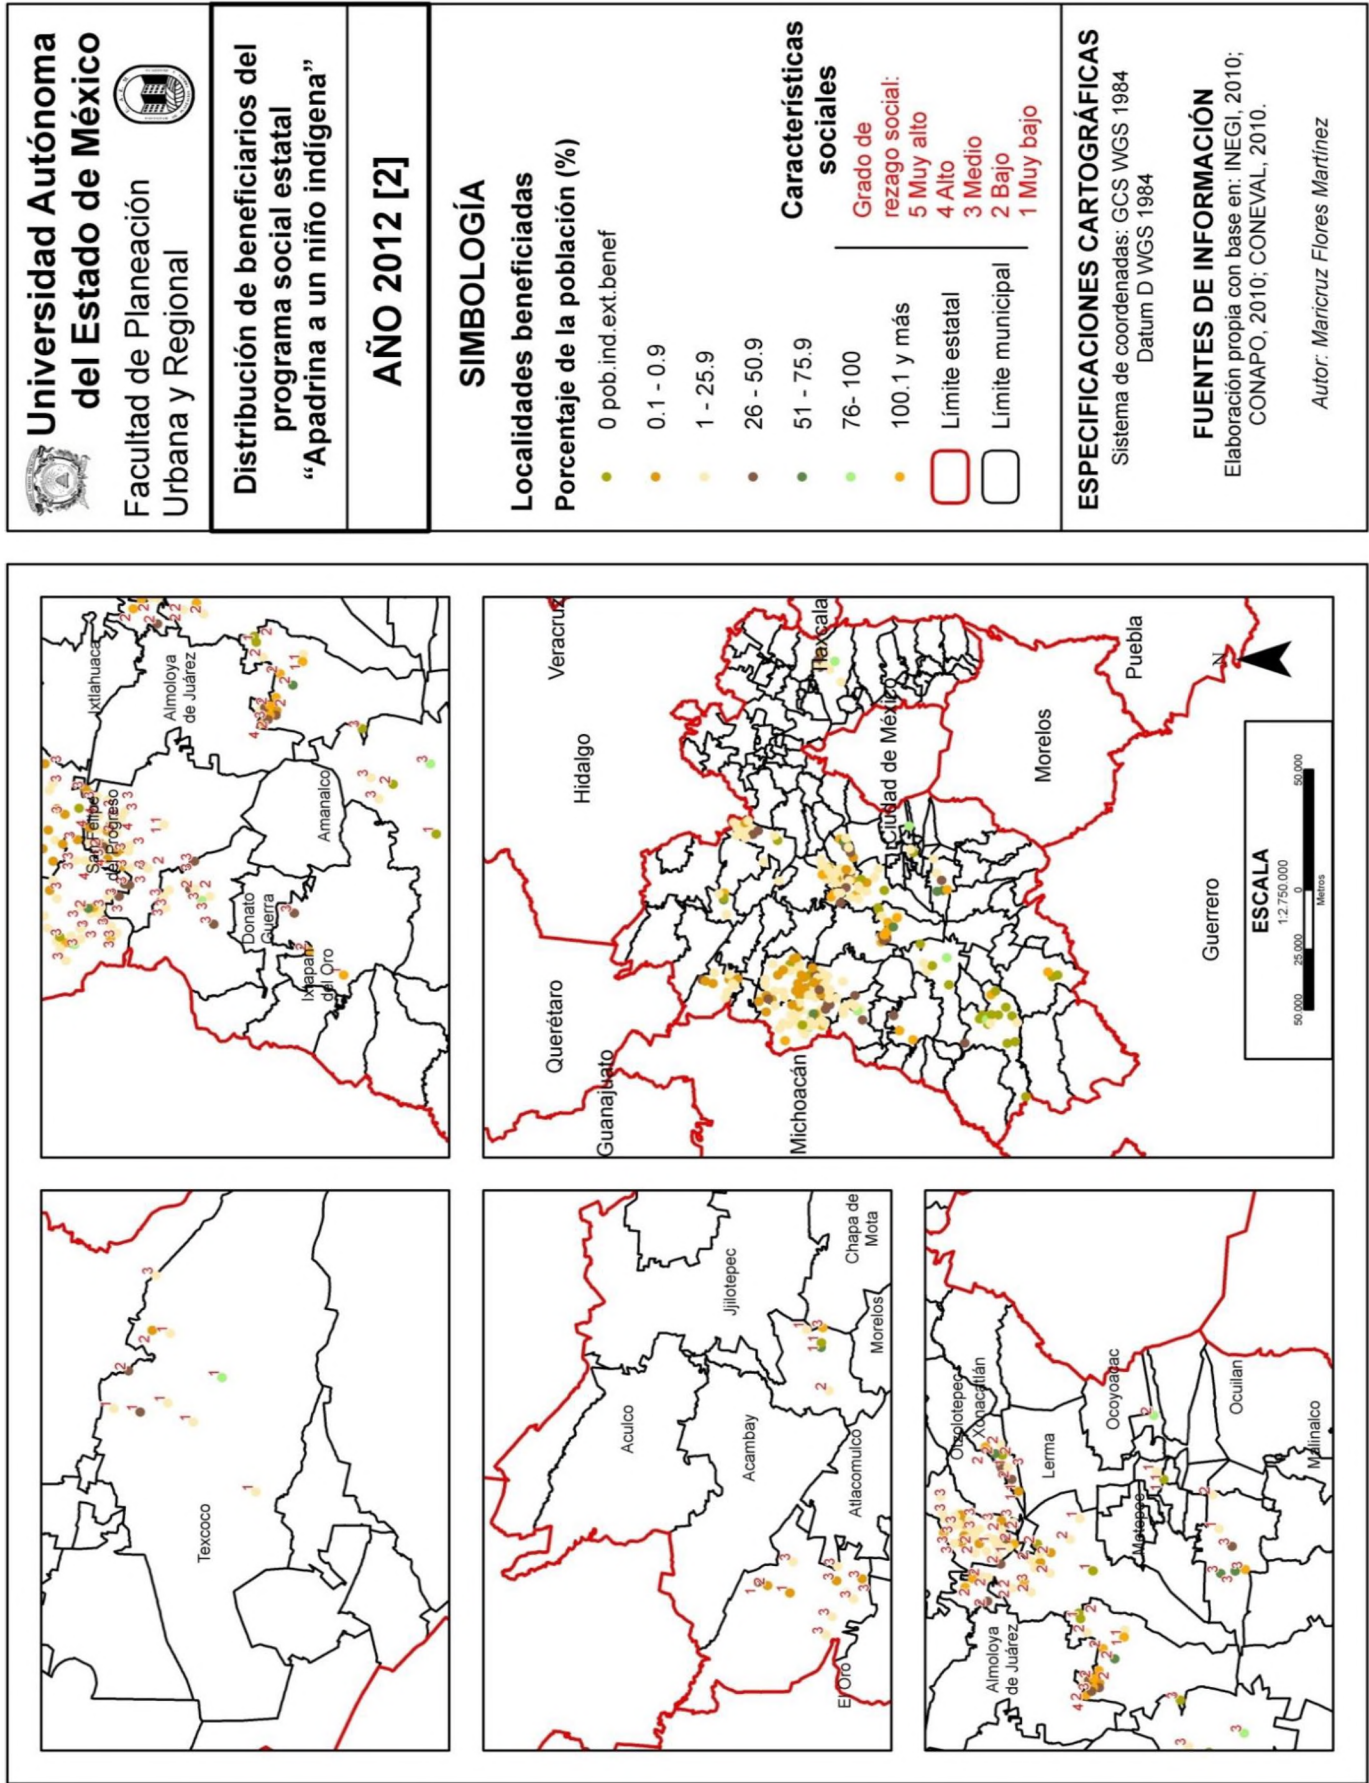 Universidad Autónoma
del Estado de México
Facultad de Planeación
Urbana y Regional
Distribución de beneficiarios del
programa social estatal
“Apadrina a un niño indígena”
AÑO 2012 [2]
SIMBOLOGÍA
Localidades beneficiadas
Porcentaje de la población (%)
0 pob.ind.ext.benef
0.1 - 0.9
1 - 25.9
26 - 50.9
51 - 75.9
76- 100
100.1 y más
Límite estatal
Límite municipal
Características
sociales
Grado de
rezago social:
5 Muy alto
4 Alto
3 Medio
2 Bajo
1 Muy bajo
ESPECIFICACIONES CARTOGRÁFICAS
Sistema de coordenadas: GCS WGS 1984
Datum D WGS 1984
FUENTES DE INFORMACIÓN
Elaboración propia con base en: INEGI, 2010;
CONAPO, 2010; CONEVAL, 2010.
Autor: Maricruz Flores Martínez
Texcoco
San Felipe
del Progreso
Ixtlahuaca
Almoloya
de Juárez
Donato
Guerra
Amanalco
Ixtapan
del Oro
Aculco
Acambay
Jjilotepec
Atlacomulco
Morelos
Chapa de
Mota
El Oro
Querétaro
Guanajuato
Hidalgo
Veracruz
Michoacán
Tlaxcala
Ciudad de México
Morelos
Puebla
Guerrero
N
ESCALA
1:2.750.000
50.000 25.000 0 50.000
Metros
Otzolotepec
Xonacatlán
Almoloya
de Juárez
Lerma
Ocoyoacac
Metepec
Ocuilan
Malinalco